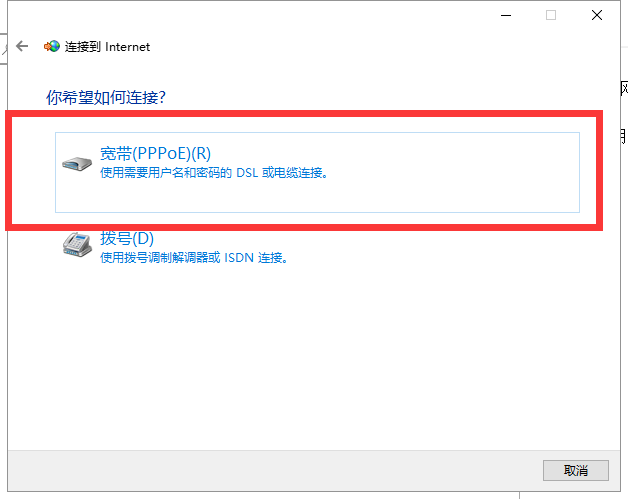 连接到 Internet
你希望如何连接?
宽带(PPPoE)(R)
使用需要用户名和密码的 DSL 或电缆连接。
拨号(D)
使用拨号调制解调器或 ISDN 连接。
取消